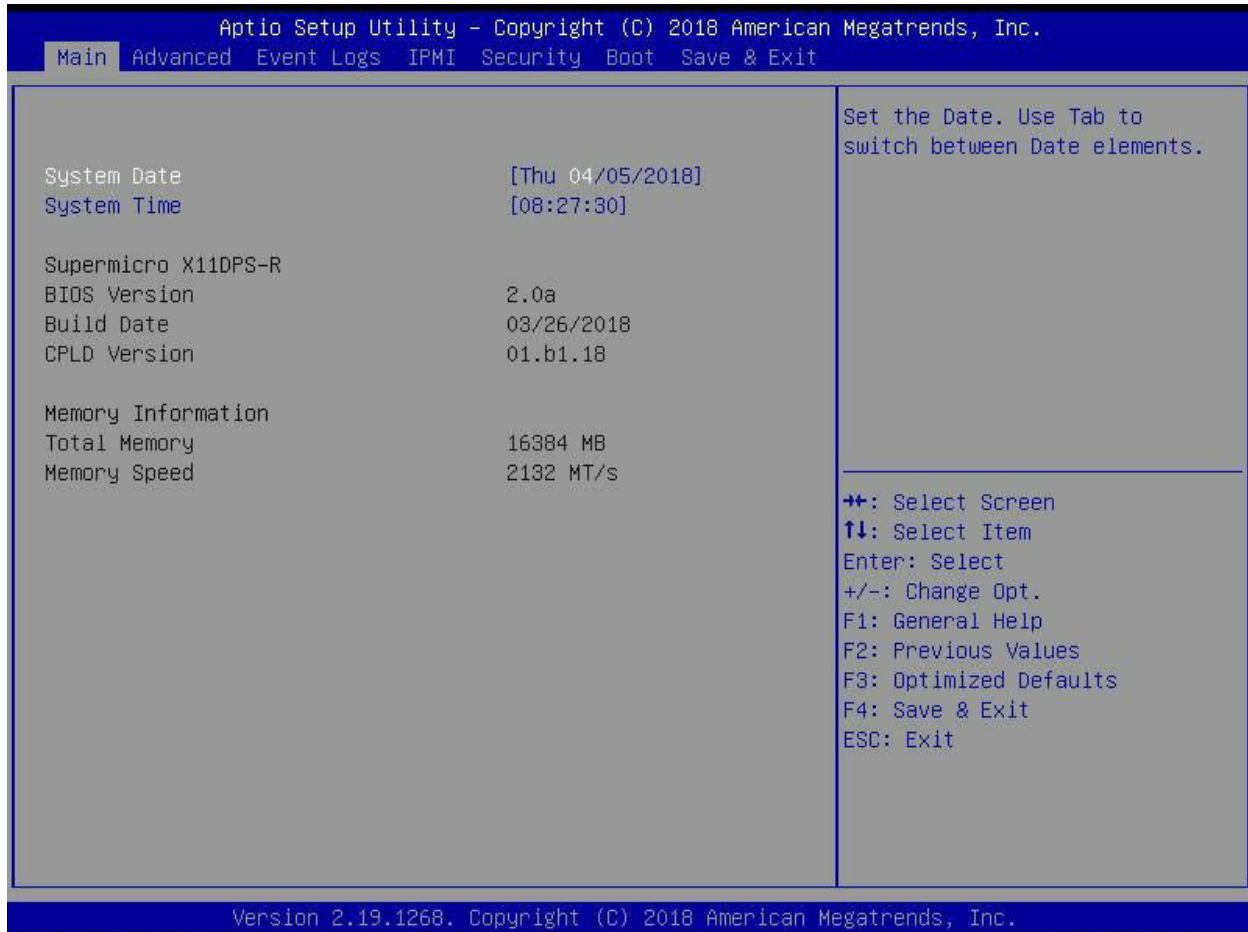 Aptio Setup Utility – Copyright (C) 2018 American Megatrends, Inc.
Main Advanced Event Logs IPMI Security Boot Save & Exit
System Date [Thu 04/05/2018]
System Time [08:27:30]
Supermicro X11DPS-R
BIOS Version 2.0a
Build Date 03/26/2018
CPLD Version 01.b1.18
Memory Information
Total Memory 16384 MB
Memory Speed 2132 MT/s
Set the Date. Use Tab to
switch between Date elements.
→←: Select Screen
↑↓: Select Item
Enter: Select
+/-: Change Opt.
F1: General Help
F2: Previous Values
F3: Optimized Defaults
F4: Save & Exit
ESC: Exit
Version 2.19.1268. Copyright (C) 2018 American Megatrends, Inc.